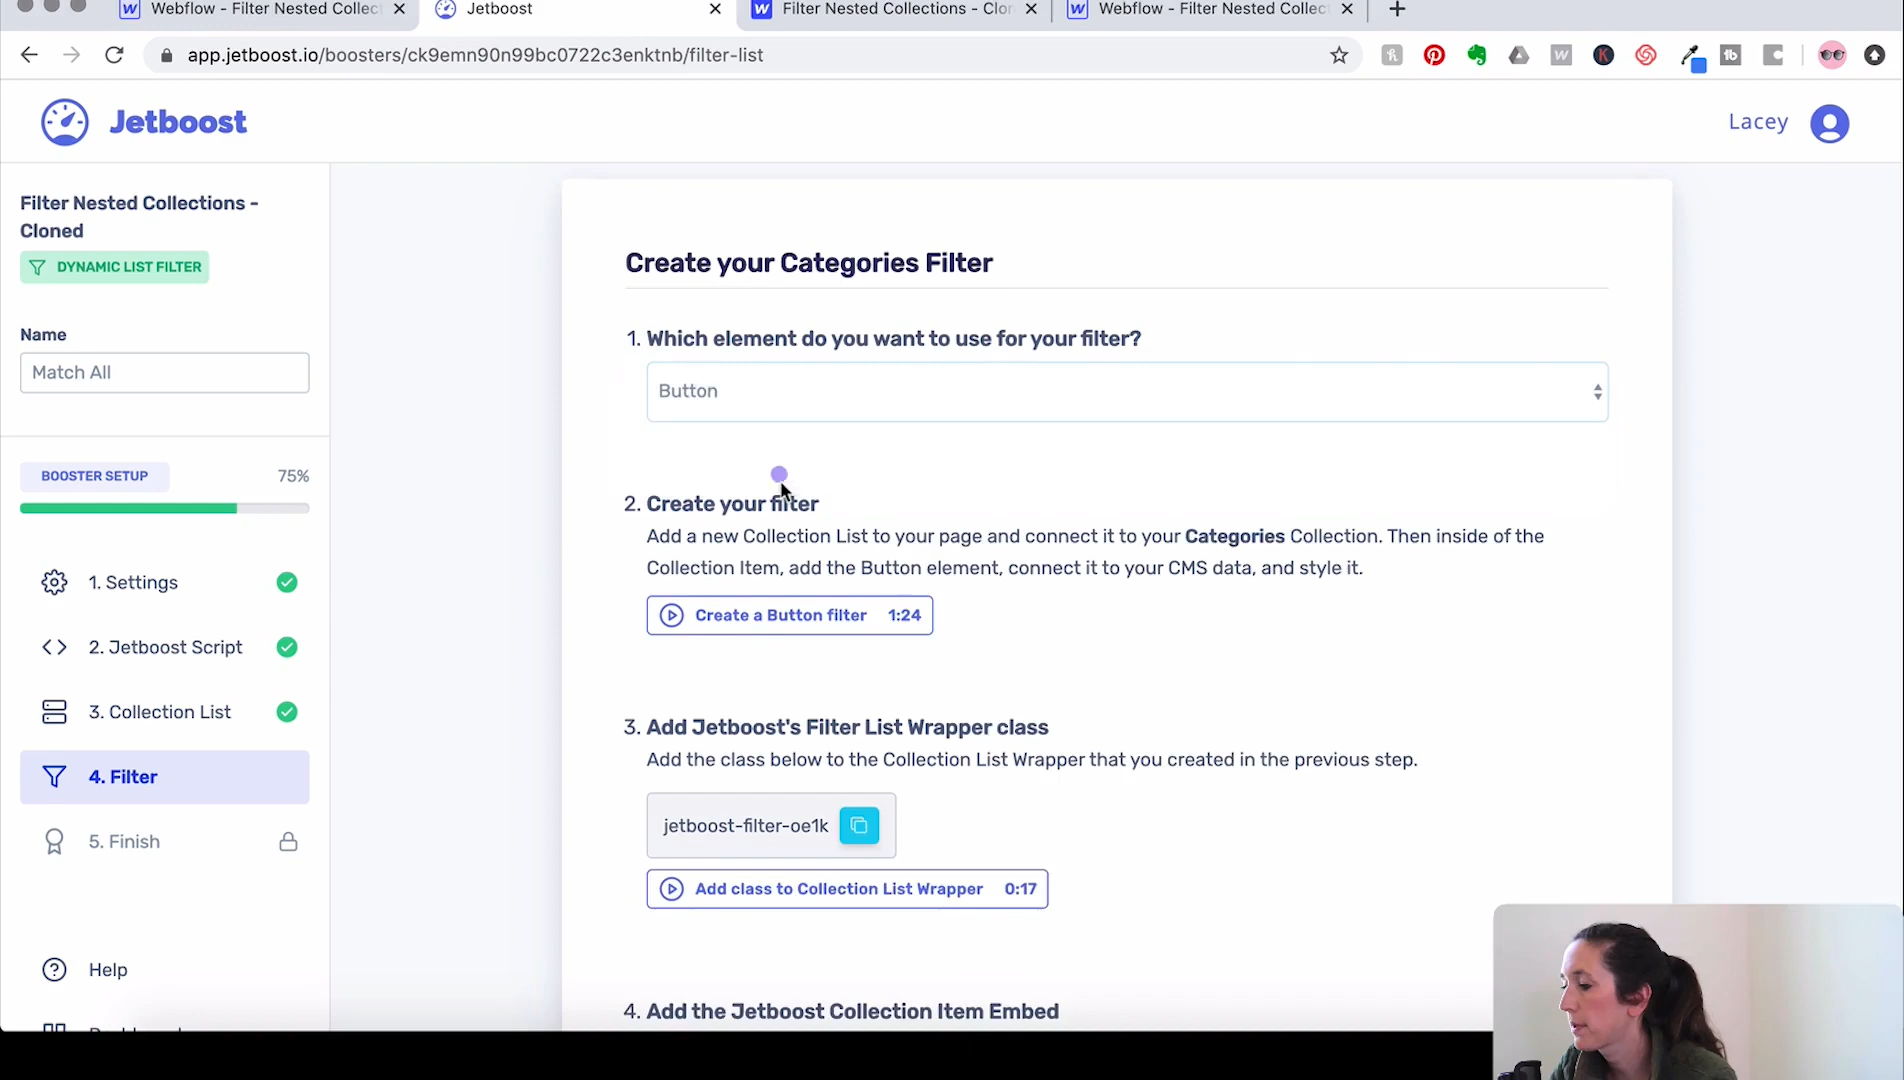 Webflow - Filter Nested Collect
Jetboost
Filter Nested Collections - Clon
Webflow - Filter Nested Collec
app.jetboost.io/boosters/ck9emn90n99bc0722c3enktnb/filter-list
Jetboost
Lacey
Filter Nested Collections -
Cloned
DYNAMIC LIST FILTER
Name
Match All
BOOSTER SETUP 75%
1. Settings
2. Jetboost Script
3. Collection List
4. Filter
5. Finish
Help
Create your Categories Filter
1. Which element do you want to use for your filter?
Button
2. Create your filter
Add a new Collection List to your page and connect it to your Categories Collection. Then inside of the
Collection Item, add the Button element, connect it to your CMS data, and style it.
Create a Button filter 1:24
3. Add Jetboost's Filter List Wrapper class
Add the class below to the Collection List Wrapper that you created in the previous step.
jetboost-filter-oe1k
Add class to Collection List Wrapper 0:17
4. Add the Jetboost Collection Item Embed